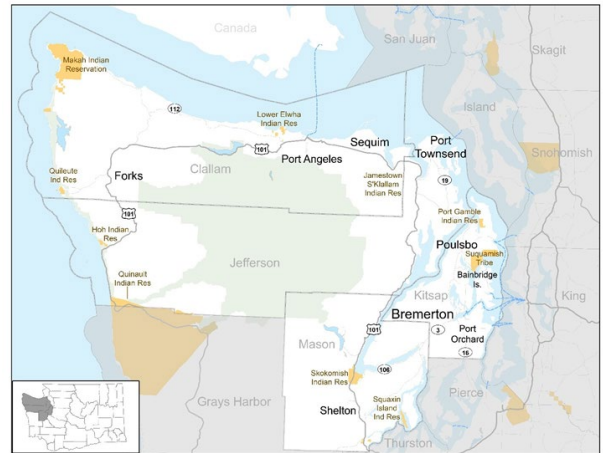 Canada
San Juan
Skagit
Makah Indian
Reservation
Island
112
Lower Elwha
Indian Res
Snohomish
Sequim
Port
Townsend
101
Port Angeles
Clallam
Quileute
Ind Res
Forks
Jamestown
S'Klallam
Indian Res
19
101
Port Gamble
Indian Res
Hoh Indian
Res
Poulsbo
Suquamish
Tribe
Jefferson
Bainbridge
Is.
Quinault
Indian Res
Kitsap
King
Bremerton
101
3
Port
Orchard
Mason
16
106
Skokomish
Indian Res
Pierce
Grays Harbor
Squaxin
Island
Ind Res
Shelton
Thurston